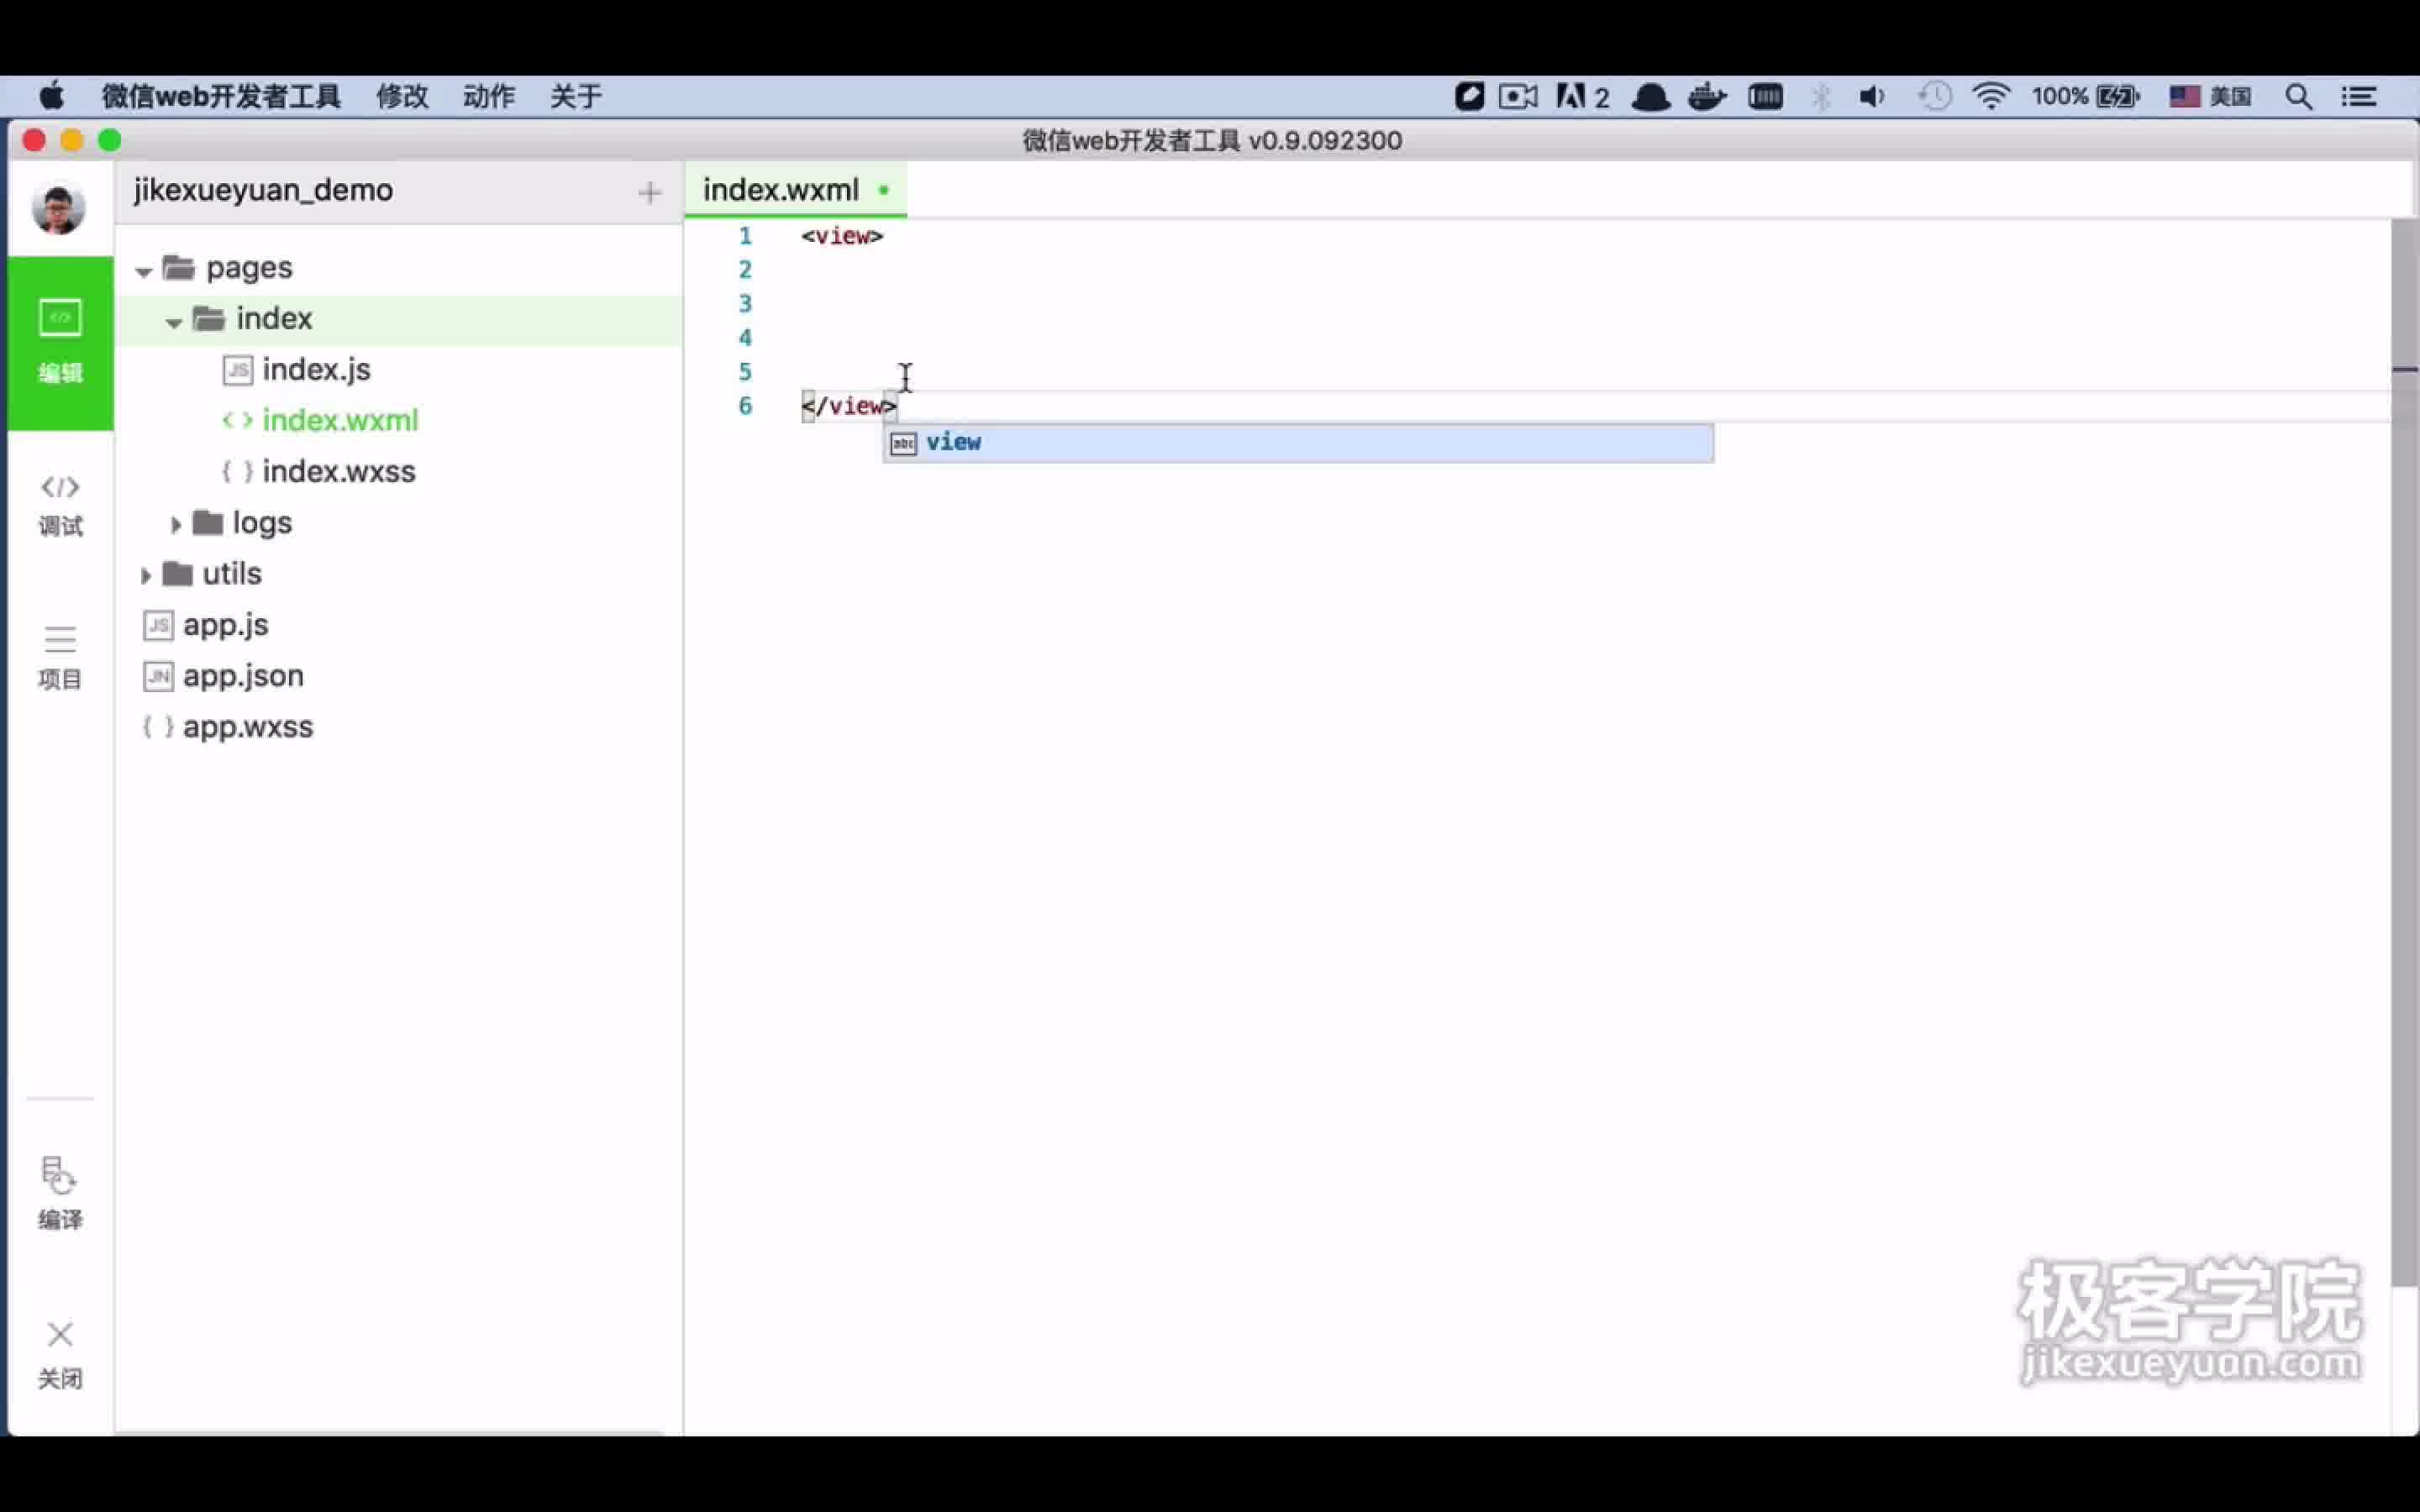 微信web开发者工具 修改 动作 关于 2 100% 美国
微信web开发者工具 v0.9.092300
jikexueyuan_demo
index.wxml
pages
index
JS index.js
< > index.wxml
{ } index.wxss
logs
utils
JS app.js
JN app.json
{ } app.wxss
</> 编辑
</> 调试
项目
编译
关闭
1 <view>
2
3
4
5
6 </view>
abc view
极客学院
jikexueyuan.com